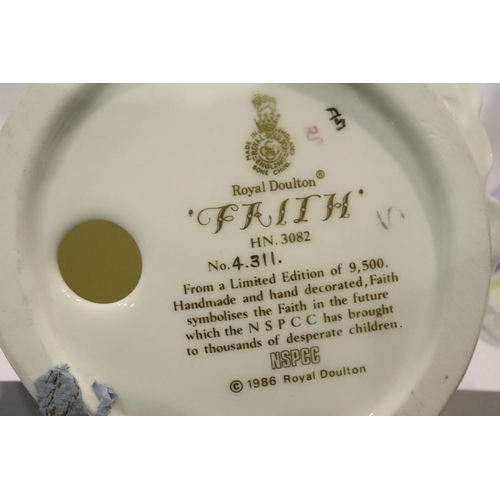 Royal Doulton®
'FAITH'
HN. 3082
No. 4.311.
From a Limited Edition of 9,500.
Handmade and hand decorated, Faith
symbolises the Faith in the future
which the N S P C C has brought
to thousands of desperate children.
NSPCC
© 1986 Royal Doulton